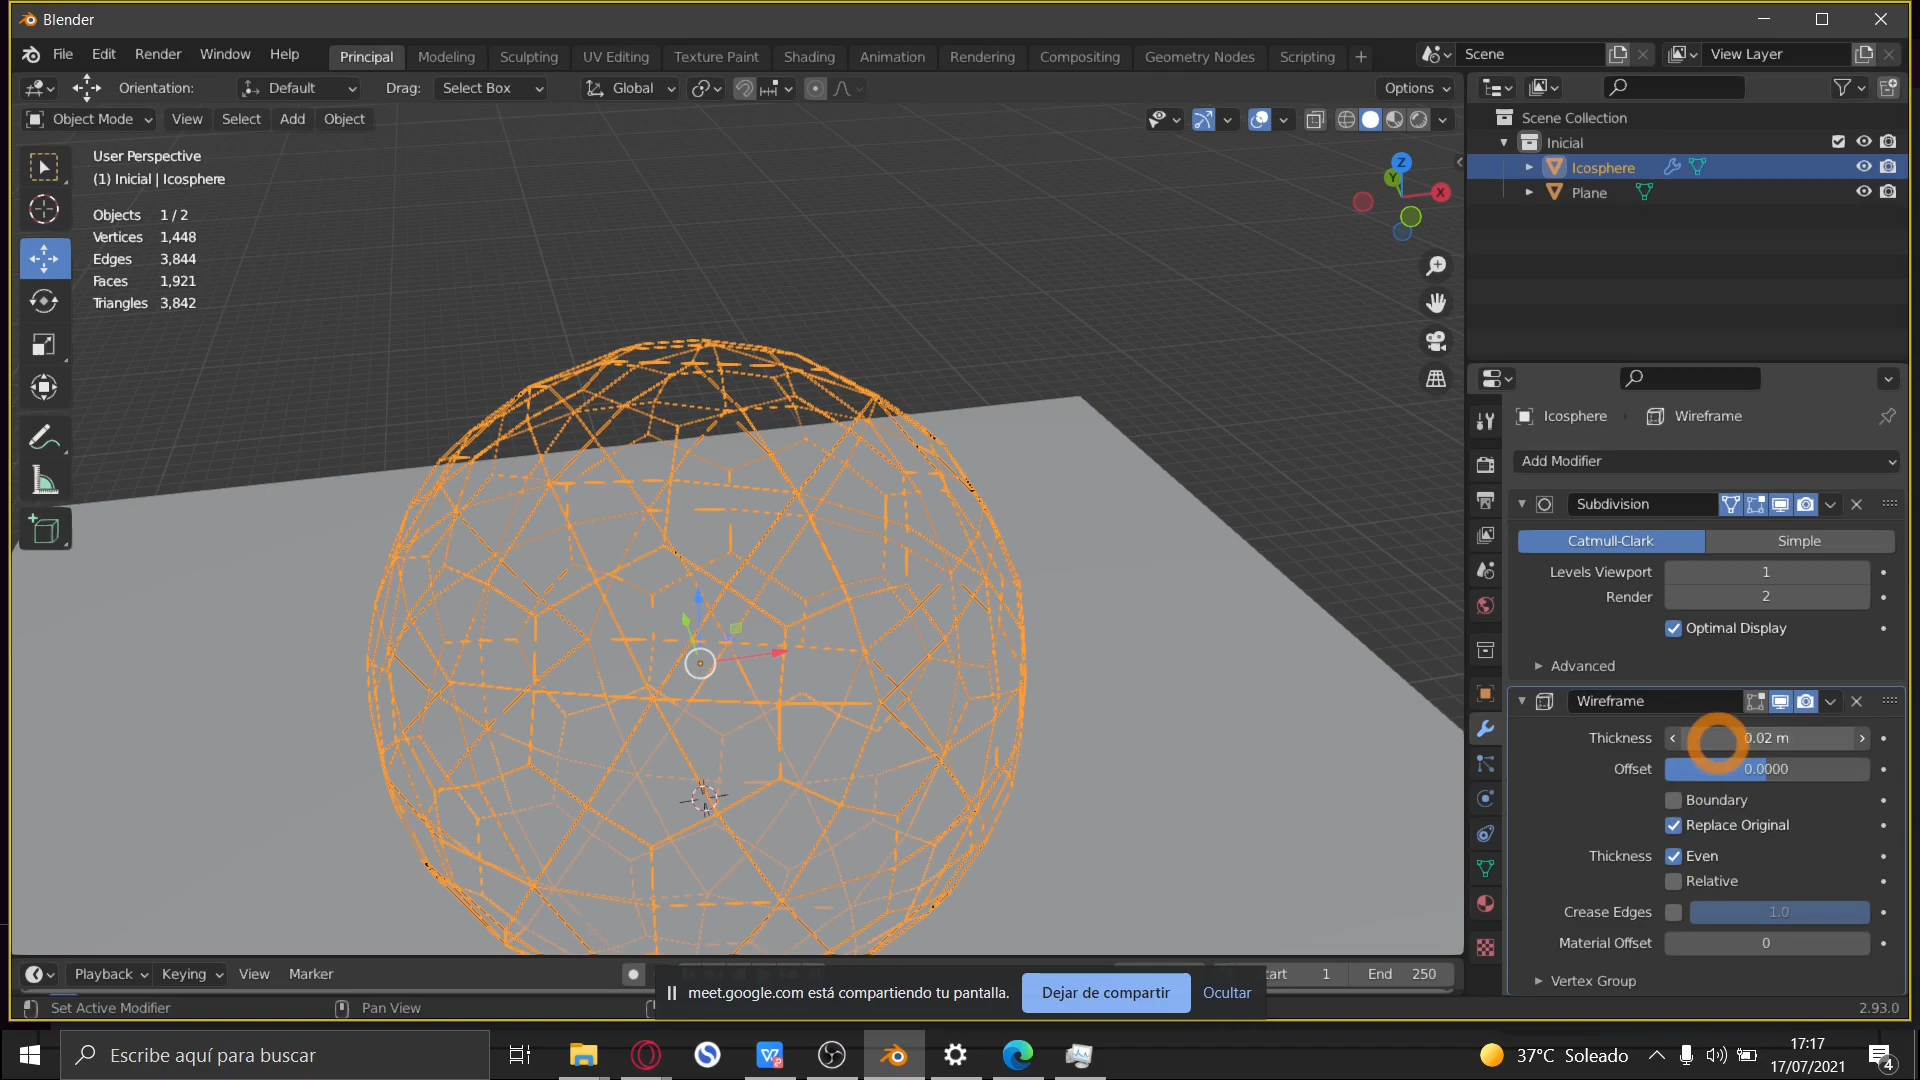 Blender
File Edit Render Window Help Principal Modeling Sculpting UV Editing Texture Paint Shading Animation Rendering Compositing Geometry Nodes Scripting + Scene View Layer
Orientation: Default Drag: Select Box Global Options
Object Mode View Select Add Object
User Perspective
(1) Inicial | Icosphere
Objects 1 / 2
Vertices 1,448
Edges 3,844
Faces 1,921
Triangles 3,842
Z
Y
X
Scene Collection
Inicial
Icosphere
Plane
Icosphere Wireframe
Add Modifier
Subdivision
Catmull-Clark Simple
Levels Viewport 1
Render 2
Optimal Display
Advanced
Wireframe
Thickness 0.02 m
Offset 0.0000
Boundary
Replace Original
Thickness Even
Relative
Crease Edges 1.0
Material Offset 0
Vertex Group
Playback Keying View Marker
1 End 250
meet.google.com está compartiendo tu pantalla. Dejar de compartir Ocultar
Set Active Modifier Pan View 2.93.0
Escribe aquí para buscar
37°C Soleado
17:17
17/07/2021
4